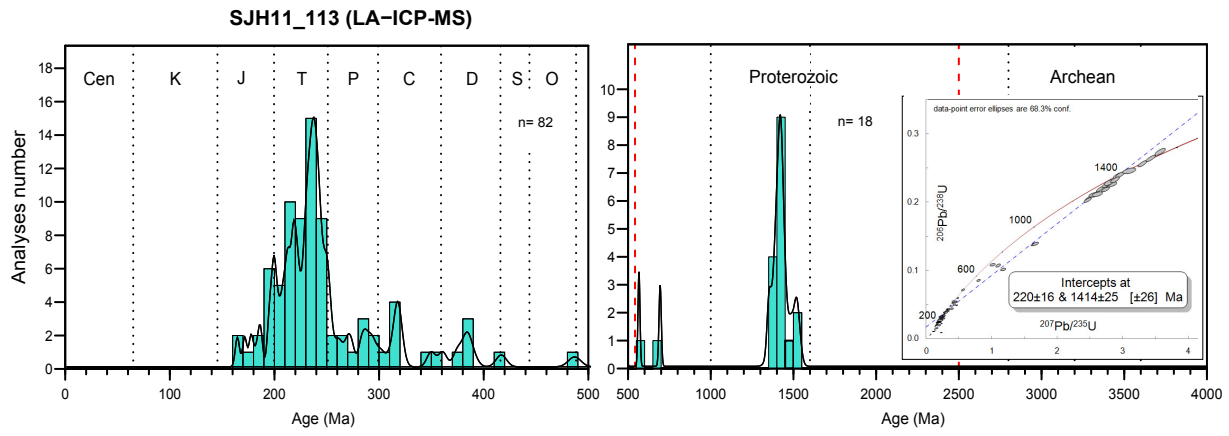 SJH11_113 (LA−ICP-MS)
Analyses number
18
16
14
12
10
8
6
4
2
0
Cen K J T P C D S O
n= 82
0 100 200 300 400 500
Age (Ma)
10
9
8
7
6
5
4
3
2
1
0
Proterozoic Archean
n= 18
500 1000 1500 2000 2500 3000 3500 4000
Age (Ma)
data-point error ellipses are 68.3% conf.
206Pb/238U
0.3
0.2
0.1
0.0
1400
1000
600
200
Intercepts at
220±16 & 1414±25 [±26] Ma
207Pb/235U
0 1 2 3 4